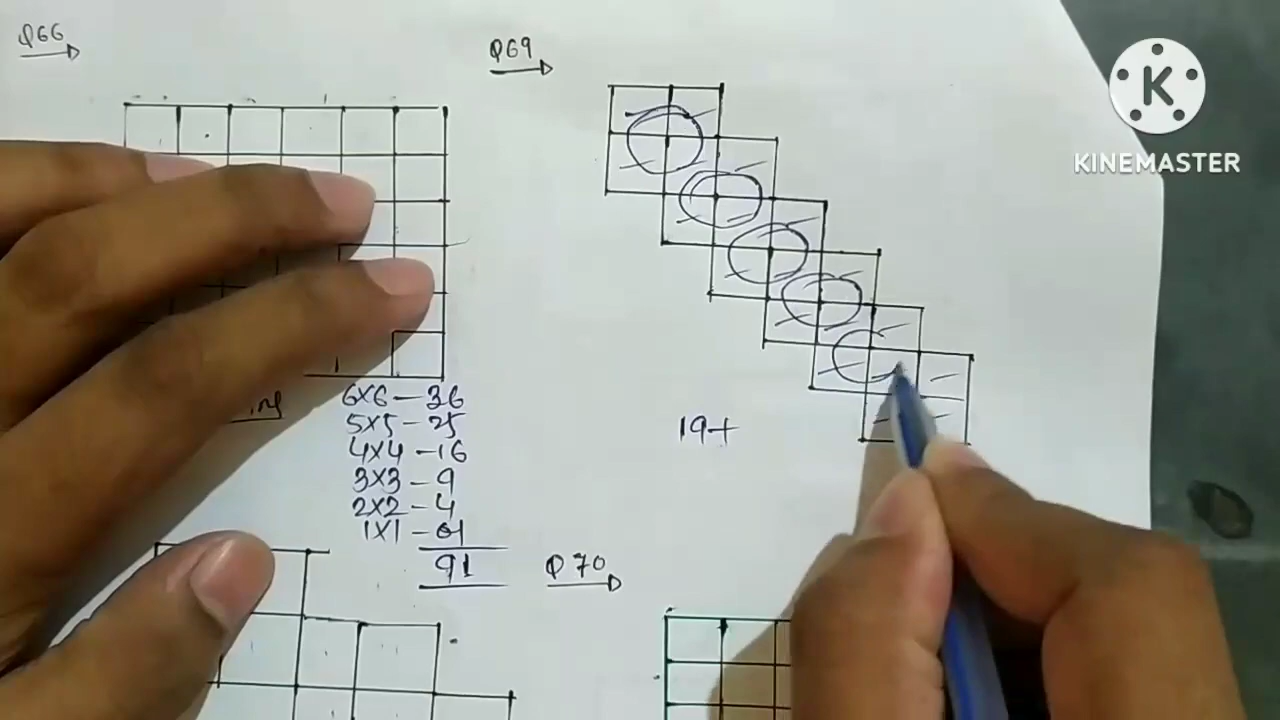 Q66
Q69
K
KINEMASTER
6X6 — 36
5X5 - 25
4X4 - 16
3X3 - 9
2X2 - 4
1X1 - 01
91
19+
Q70